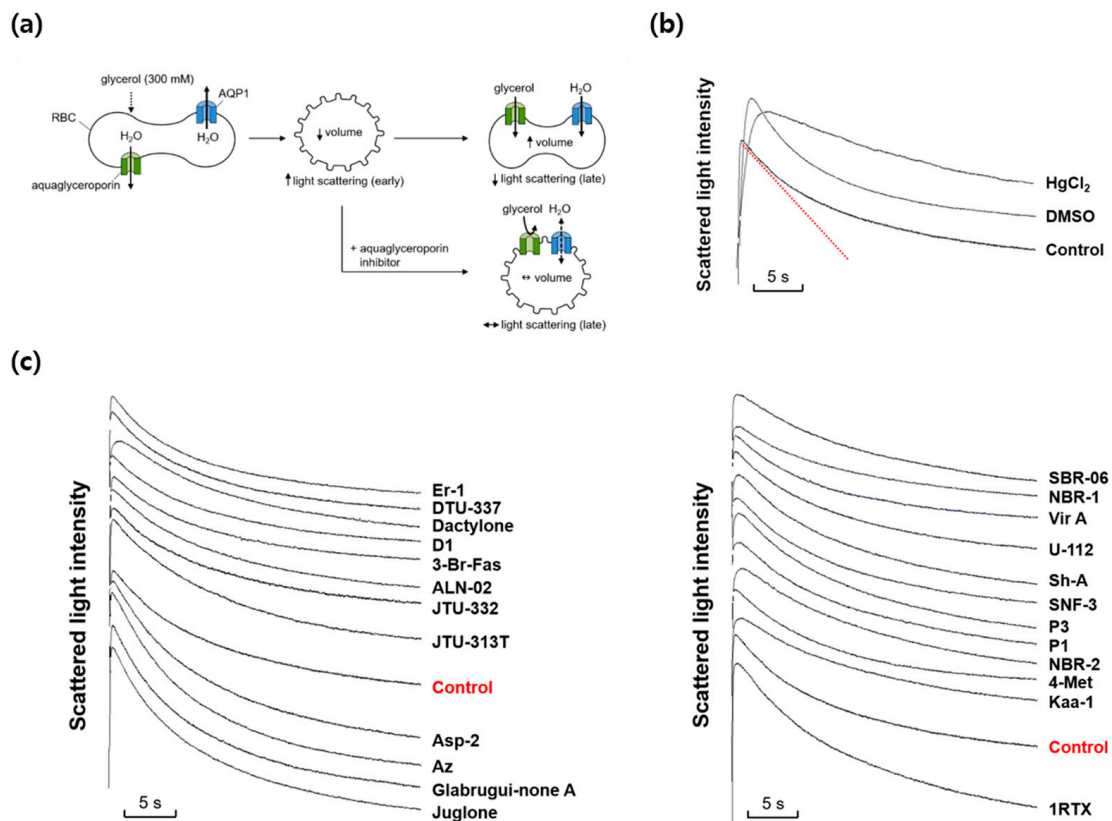 (a)
glycerol (300 mM)
AQP1
RBC
H₂O
H₂O
aquaglyceroporin
↓ volume
↑ light scattering (early)
glycerol
H₂O
↑ volume
↓ light scattering (late)
+ aquaglyceroporin
inhibitor
glycerol H₂O
↔ volume
↔ light scattering (late)
(b)
Scattered light intensity
HgCl₂
DMSO
Control
5 s
(c)
Scattered light intensity
Er-1
DTU-337
Dactylone
D1
3-Br-Fas
ALN-02
JTU-332
JTU-313T
Control
Asp-2
Az
Glabrugui-none A
Juglone
5 s
Scattered light intensity
SBR-06
NBR-1
Vir A
U-112
Sh-A
SNF-3
P3
P1
NBR-2
4-Met
Kaa-1
Control
1RTX
5 s